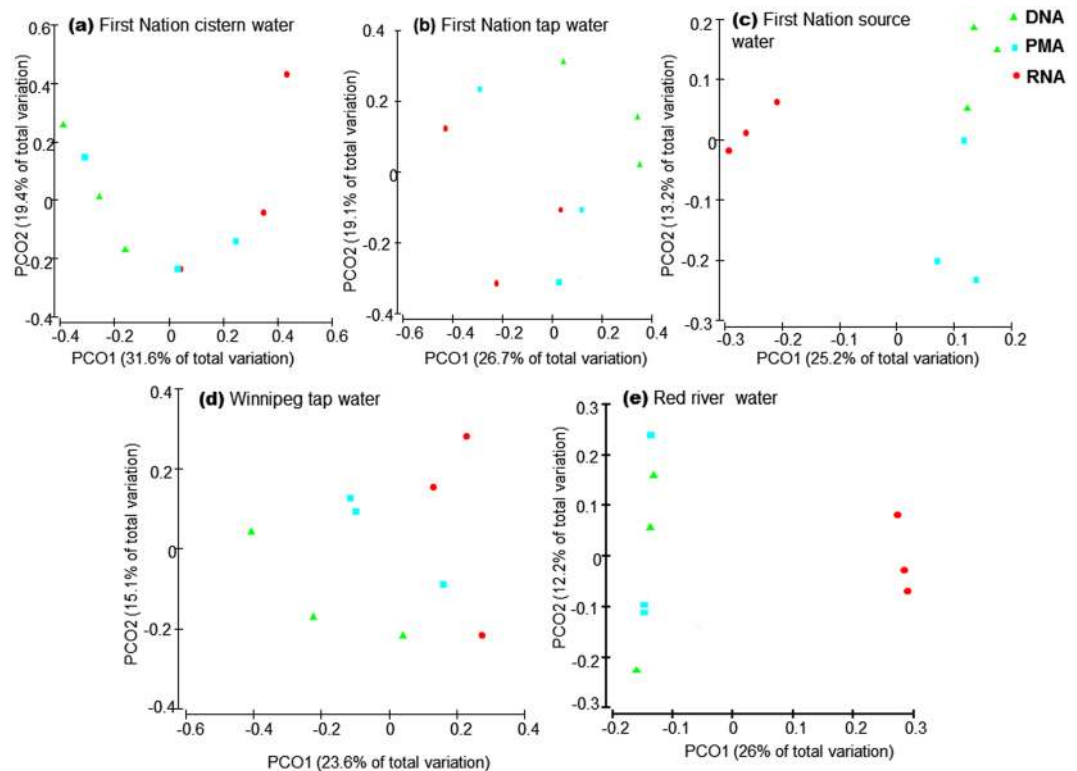 (a) First Nation cistern water
0.6
0.4
0.2
0
-0.2
-0.4
PCO2 (19.4% of total variation)
-0.6 -0.4 -0.2 0 0.2 0.4 0.6
PCO1 (31.6% of total variation)
(b) First Nation tap water
0.4
0.2
0
-0.2
-0.4
PCO2 (19.1% of total variation)
-0.6 -0.4 -0.2 0 0.2 0.4
PCO1 (26.7% of total variation)
(c) First Nation source
water
0.2
0.1
0
-0.1
-0.2
-0.3
PCO2 (13.2% of total variation)
-0.3 -0.2 -0.1 0 0.1 0.2
PCO1 (25.2% of total variation)
DNA
PMA
RNA
(d) Winnipeg tap water
0.4
0.2
0
-0.2
-0.4
PCO2 (15.1% of total variation)
-0.6 -0.4 -0.2 0 0.2 0.4
PCO1 (23.6% of total variation)
(e) Red river water
0.3
0.2
0.1
0
-0.1
-0.2
-0.3
PCO2 (12.2% of total variation)
-0.2 -0.1 0 0.1 0.2 0.3
PCO1 (26% of total variation)